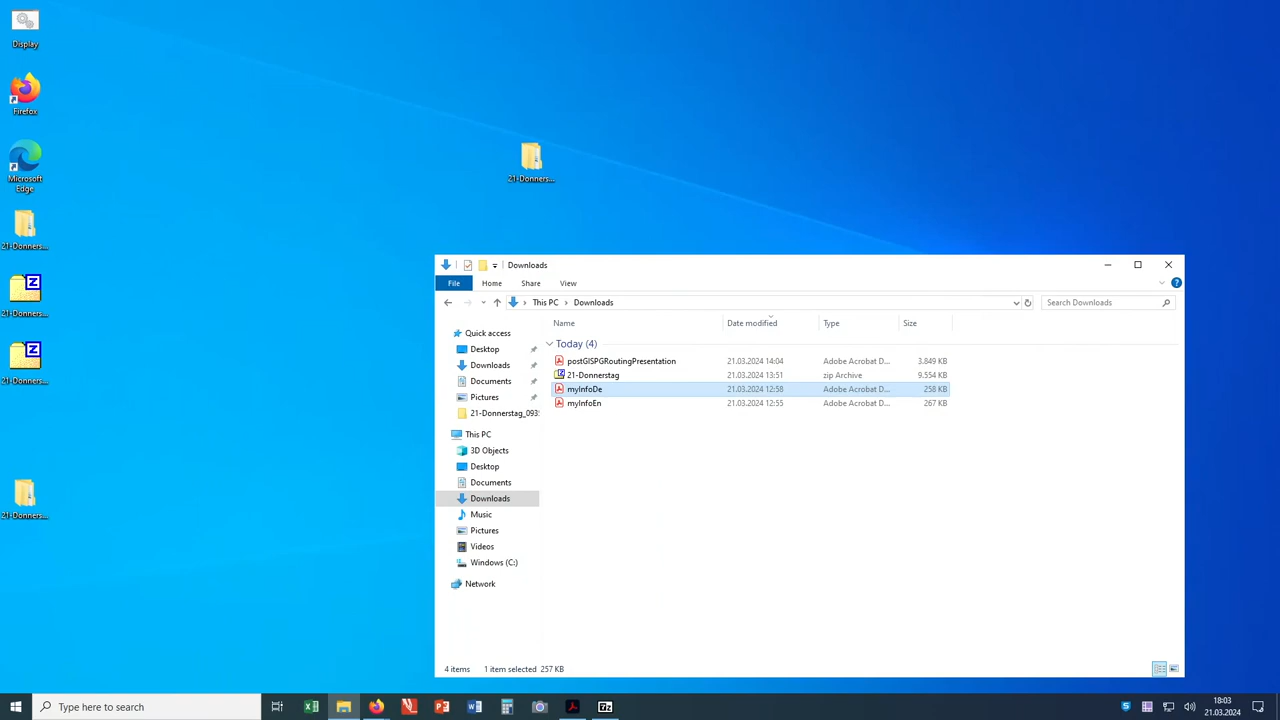 Display
Firefox
Microsoft
Edge
21-Donners...
21-Donners...
21-Donners...
21-Donners...
21-Donners...
Downloads
File
Home
Share
View
This PC
Downloads
Search Downloads
Name
Date modified
Type
Size
Today (4)
postGISPGRoutingPresentation 21.03.2024 14:04 Adobe Acrobat D... 3.849 KB
21-Donnerstag 21.03.2024 13:51 zip Archive 9.554 KB
myInfoDe 21.03.2024 12:58 Adobe Acrobat D... 258 KB
myInfoEn 21.03.2024 12:55 Adobe Acrobat D... 267 KB
Quick access
Desktop
Downloads
Documents
Pictures
21-Donnerstag_093
This PC
3D Objects
Desktop
Documents
Downloads
Music
Pictures
Videos
Windows (C:)
Network
4 items 1 item selected 257 KB
Type here to search
18:03
21.03.2024